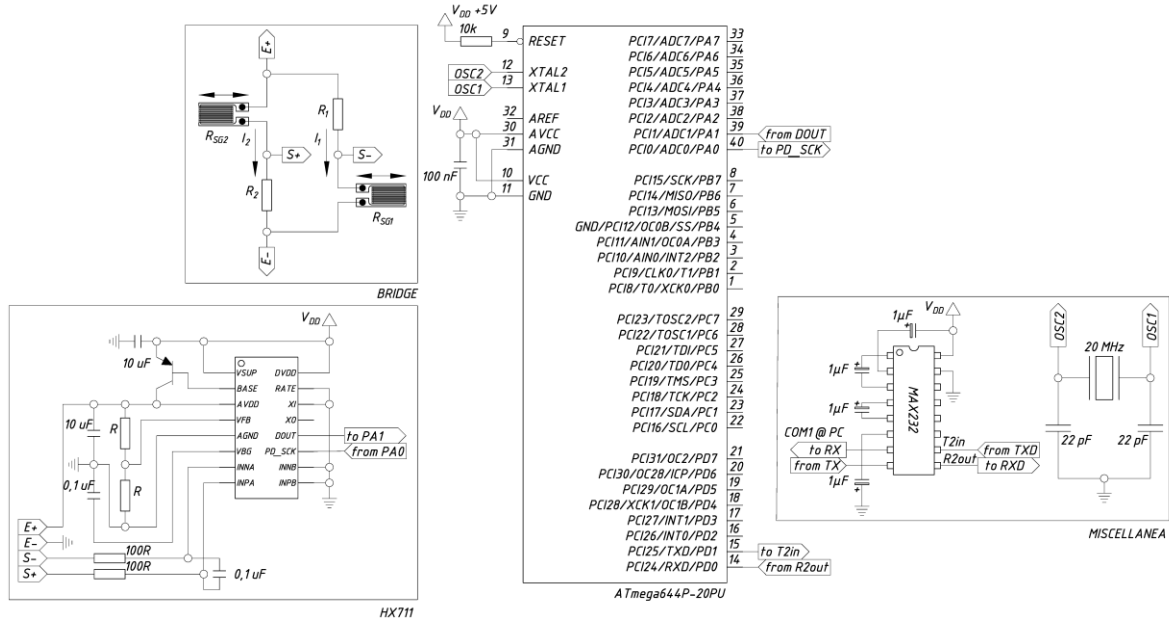 E+
R1
RSG2
I2
I1
S+
S-
R2
RSG1
E-
BRIDGE
VDD +5V
10k
9 RESET
OSC2 12 XTAL2
OSC1 13 XTAL1
VDD
32 AREF
30 AVCC
31 AGND
100 nF
10 VCC
11 GND
PCI7/ADC7/PA7 33
PCI6/ADC6/PA6 34
PCI5/ADC5/PA5 35
PCI4/ADC4/PA4 36
PCI3/ADC3/PA3 37
PCI2/ADC2/PA2 38
PCI1/ADC1/PA1 39 from DOUT
PCI0/ADC0/PA0 40 to PD_SCK
PCI15/SCK/PB7 8
PCI14/MISO/PB6 7
PCI13/MOSI/PB5 6
GND/PCI12/OC0B/SS/PB4 5
PCI11/AIN1/OC0A/PB3 4
PCI10/AIN0/INT2/PB2 3
PCI9/CLK0/T1/PB1 2
PCI8/T0/XCK0/PB0 1
PCI23/TOSC2/PC7 29
PCI22/TOSC1/PC6 28
PCI21/TDI/PC5 27
PCI20/TD0/PC4 26
PCI19/TMS/PC3 25
PCI18/TCK/PC2 24
PCI17/SDA/PC1 23
PCI16/SCL/PC0 22
PCI31/OC2/PD7 21
PCI30/OC2B/ICP/PD6 20
PCI29/OC1A/PD5 19
PCI28/XCK1/OC1B/PD4 18
PCI27/INT1/PD3 17
PCI26/INT0/PD2 16
PCI25/TXD/PD1 15 to T2in
PCI24/RXD/PD0 14 from R2out
ATmega644P-20PU
VDD
10 uF
VSUP DVDD
BASE RATE
AVDD XI
VFB XO
AGND DOUT to PA1
VBG PD_SCK from PA0
INNA INNB
INPA INPB
10 uF
R
0,1 uF
R
E+
E-
S-
S+
100R
100R
0,1 uF
HX711
1µF
VDD
1µF
1µF
MAX232
COM1 @ PC
to RX
from TX
1µF
T2in from TXD
R2out to RXD
OSC2
OSC1
20 MHz
22 pF
22 pF
MISCELLANEA